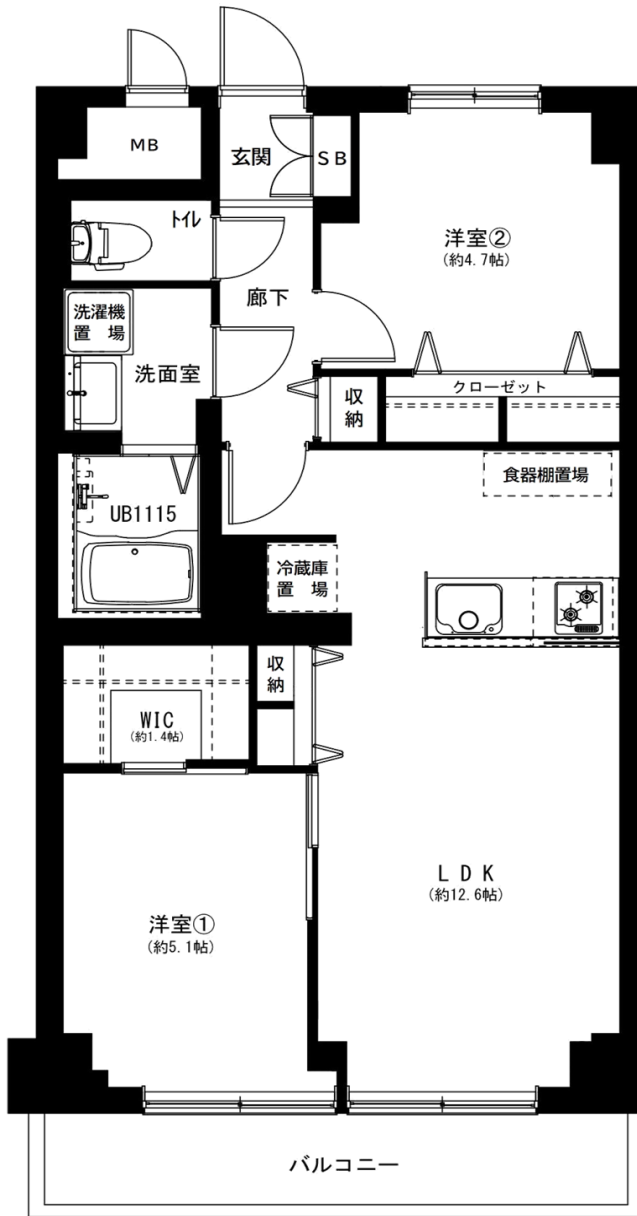 MB
玄関
SB
トイレ
洋室②
(約4.7帖)
廊下
洗濯機
置場
洗面室
収
納
クローゼット
食器棚置場
UB1115
冷蔵庫
置場
収
納
WIC
(約1.4帖)
LDK
(約12.6帖)
洋室①
(約5.1帖)
バルコニー